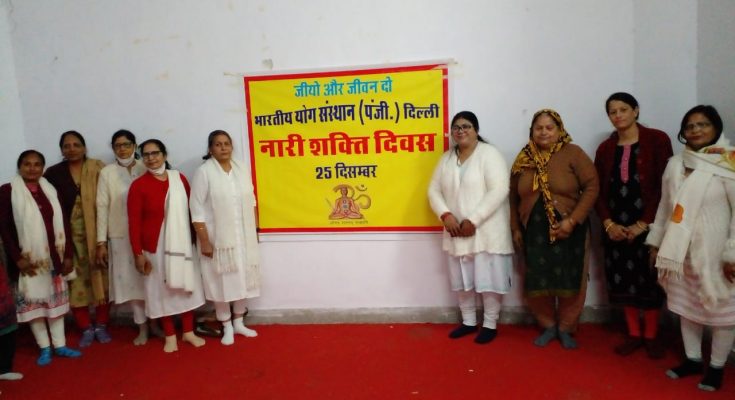 जीयो और जीवन दो
भारतीय योग संस्थान (पंजी.) दिल्ली
नारी शक्ति दिवस
25 दिसम्बर
ॐ